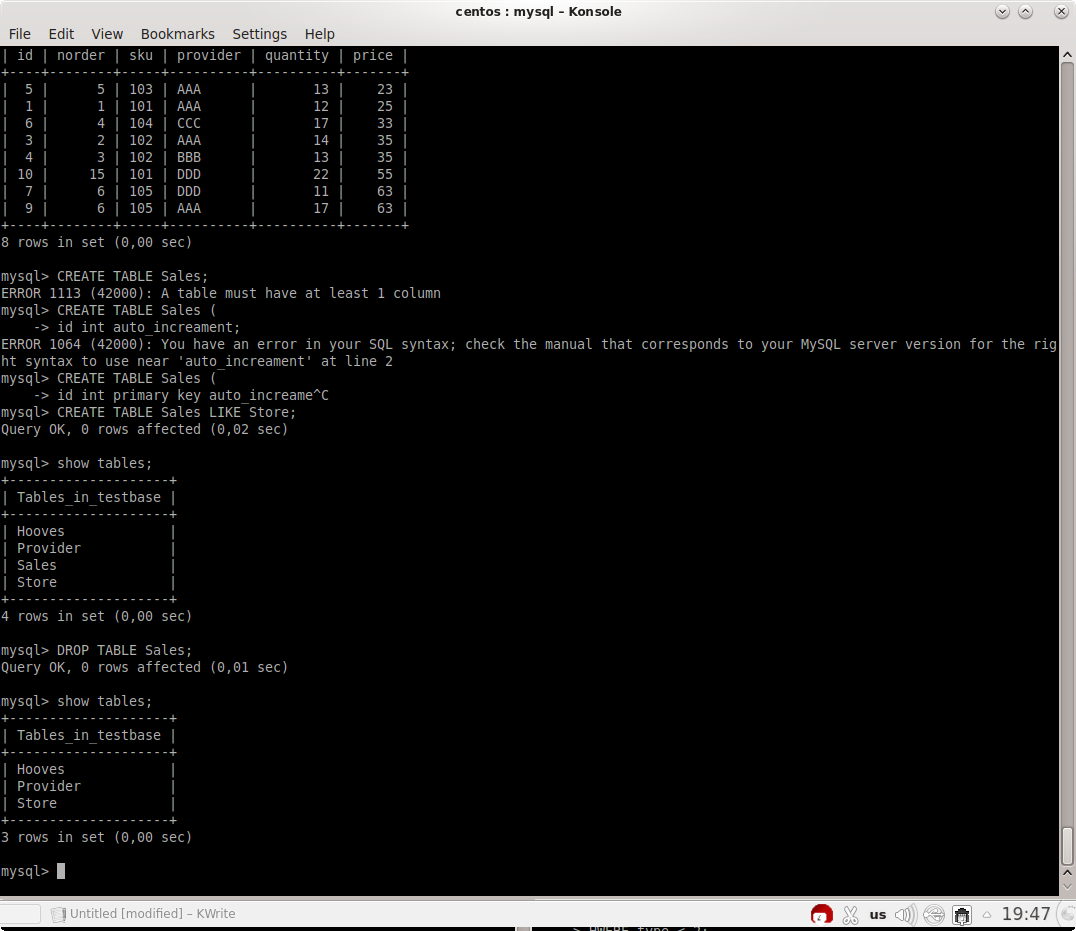 centos : mysql – Konsole
File Edit View Bookmarks Settings Help
| id | norder | sku | provider | quantity | price |
+----+--------+-----+----------+----------+-------+
| 5 | 5 | 103 | AAA | 13 | 23 |
| 1 | 1 | 101 | AAA | 12 | 25 |
| 6 | 4 | 104 | CCC | 17 | 33 |
| 3 | 2 | 102 | AAA | 14 | 35 |
| 4 | 3 | 102 | BBB | 13 | 35 |
| 10 | 15 | 101 | DDD | 22 | 55 |
| 7 | 6 | 105 | DDD | 11 | 63 |
| 9 | 6 | 105 | AAA | 17 | 63 |
+----+--------+-----+----------+----------+-------+
8 rows in set (0,00 sec)
mysql> CREATE TABLE Sales;
ERROR 1113 (42000): A table must have at least 1 column
mysql> CREATE TABLE Sales (
-> id int auto_increament;
ERROR 1064 (42000): You have an error in your SQL syntax; check the manual that corresponds to your MySQL server version for the rig
ht syntax to use near 'auto_increament' at line 2
mysql> CREATE TABLE Sales (
-> id int primary key auto_increame^C
mysql> CREATE TABLE Sales LIKE Store;
Query OK, 0 rows affected (0,02 sec)
mysql> show tables;
+--------------------+
| Tables_in_testbase |
+--------------------+
| Hooves |
| Provider |
| Sales |
| Store |
+--------------------+
4 rows in set (0,00 sec)
mysql> DROP TABLE Sales;
Query OK, 0 rows affected (0,01 sec)
mysql> show tables;
+--------------------+
| Tables_in_testbase |
+--------------------+
| Hooves |
| Provider |
| Store |
+--------------------+
3 rows in set (0,00 sec)
mysql>
Untitled [modified] – KWrite us 19:47